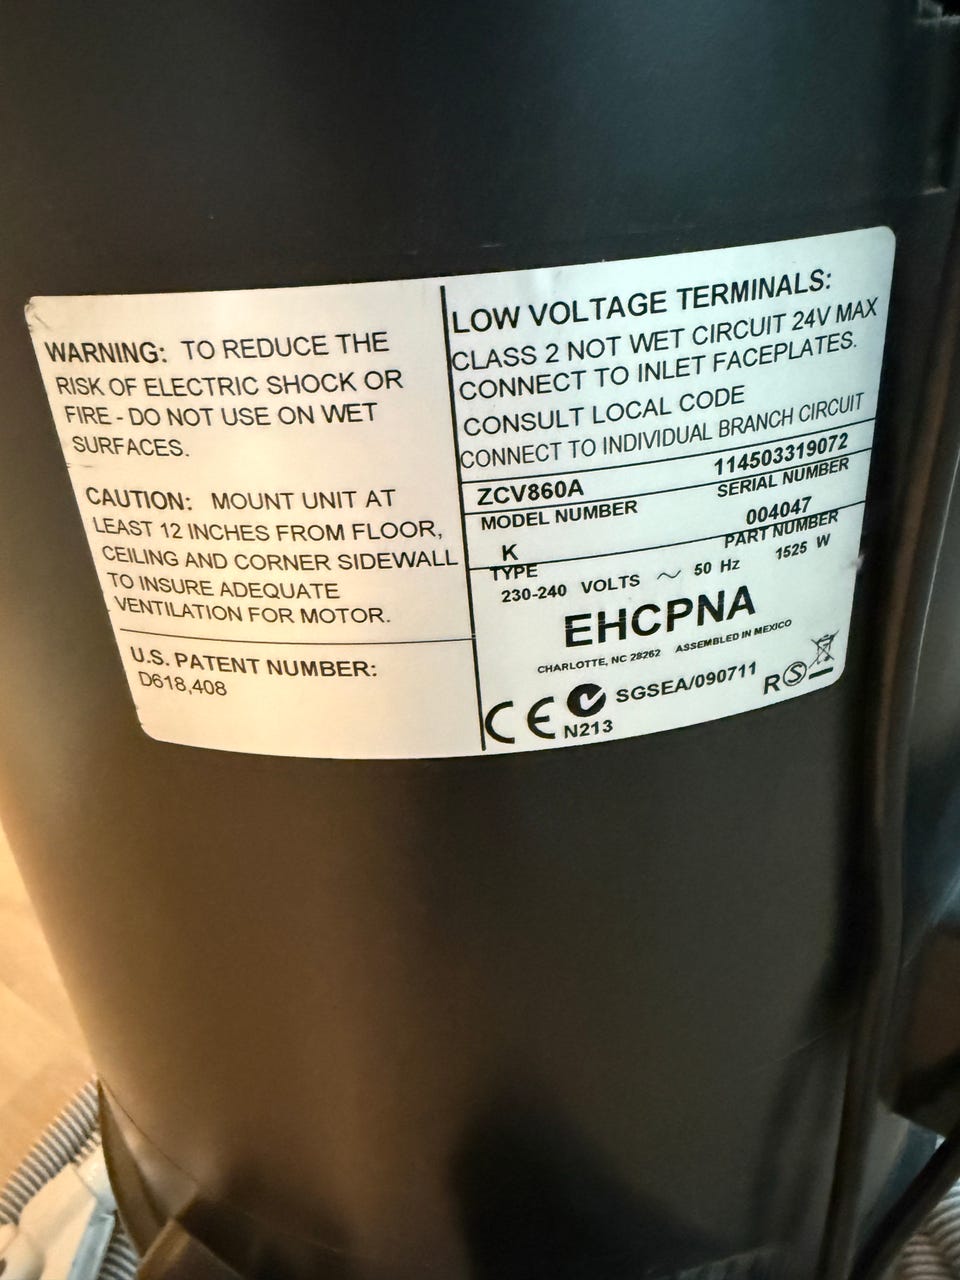 WARNING: TO REDUCE THE
RISK OF ELECTRIC SHOCK OR
FIRE - DO NOT USE ON WET
SURFACES.
CAUTION: MOUNT UNIT AT
LEAST 12 INCHES FROM FLOOR,
CEILING AND CORNER SIDEWALL
TO INSURE ADEQUATE
VENTILATION FOR MOTOR.
U.S. PATENT NUMBER:
D618,408
LOW VOLTAGE TERMINALS:
CLASS 2 NOT WET CIRCUIT 24V MAX
CONNECT TO INLET FACEPLATES.
CONSULT LOCAL CODE
CONNECT TO INDIVIDUAL BRANCH CIRCUIT
ZCV860A 114503319072
MODEL NUMBER SERIAL NUMBER
K 004047
TYPE PART NUMBER
230-240 VOLTS ~ 50 Hz 1525 W
EHCPNA
CHARLOTTE, NC 28262 ASSEMBLED IN MEXICO
CE N213 SGSEA/090711 R S